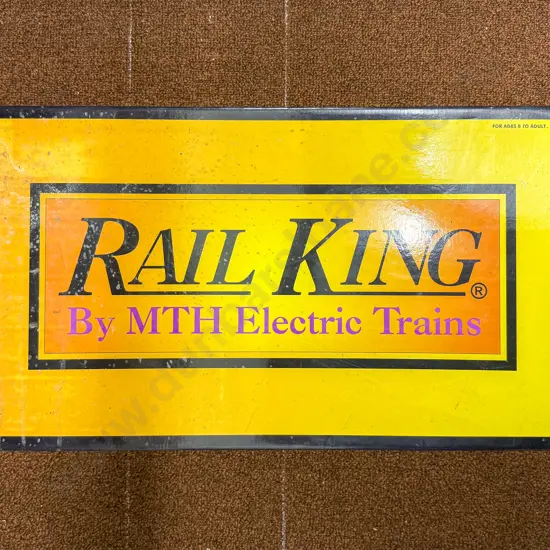 FOR AGES 8 TO ADULT.
RAIL KING®
By MTH Electric Trains